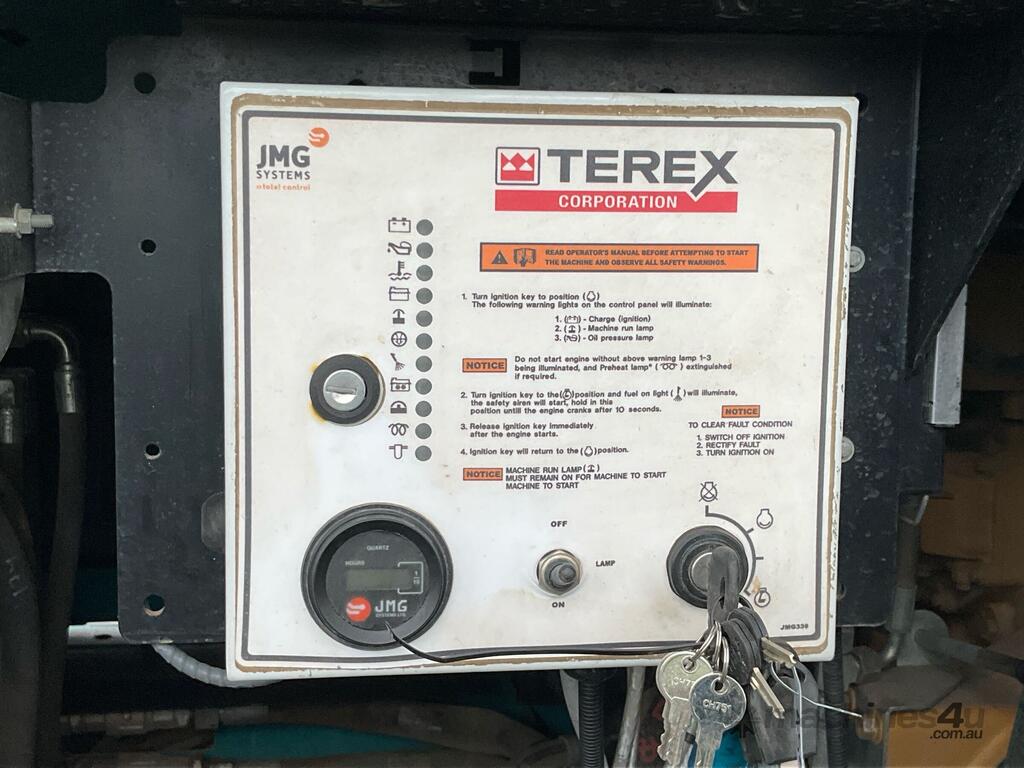 JMG
SYSTEMS
a total control
TEREX
CORPORATION
READ OPERATOR'S MANUAL BEFORE ATTEMPTING TO START
THE MACHINE AND OBSERVE ALL SAFETY WARNINGS.
1. Turn ignition key to position ( )
The following warning lights on the control panel will illuminate:
1. ( ) - Charge (ignition)
2. ( ) - Machine run lamp
3. ( ) - Oil pressure lamp
NOTICE
Do not start engine without above warning lamp 1-3
being illuminated, and Preheat lamp* ( ) extinguished
if required.
2. Turn ignition key to the ( ) position and fuel on light ( ) will illuminate,
the safety siren will start, hold in this
position untill the engine cranks after 10 seconds.
3. Release ignition key immediately
after the engine starts.
4. Ignition key will return to the ( ) position.
NOTICE
TO CLEAR FAULT CONDITION
1. SWITCH OFF IGNITION
2. RECTIFY FAULT
3. TURN IGNITION ON
NOTICE
MACHINE RUN LAMP ( )
MUST REMAIN ON FOR MACHINE TO START
MACHINE TO START
QUARTZ
HOURS
JMG
SYSTEMS LTD.
OFF
LAMP
ON
JMG330
CH751
machines4u
.com.au